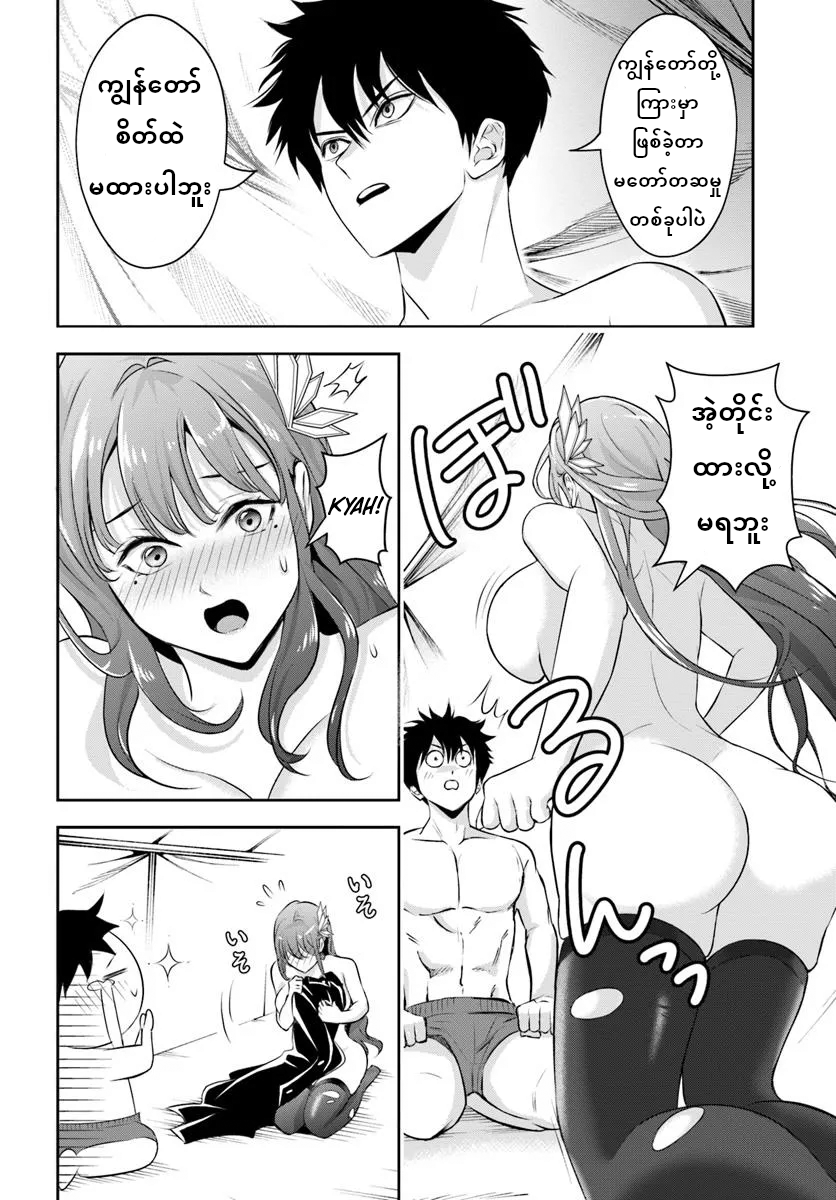 ကျွန်တော်တို့
ကြားမှာ
ဖြစ်ခဲ့တာ
မတော်တဆမှု
တစ်ခုပါပဲ
ကျွန်တော်
စိတ်ထဲ
မထားပါဘူး
အဲ့တိုင်း
ထားလို့
မရဘူး
ぼ
る
んっ
KYAH!
いそ
いそ